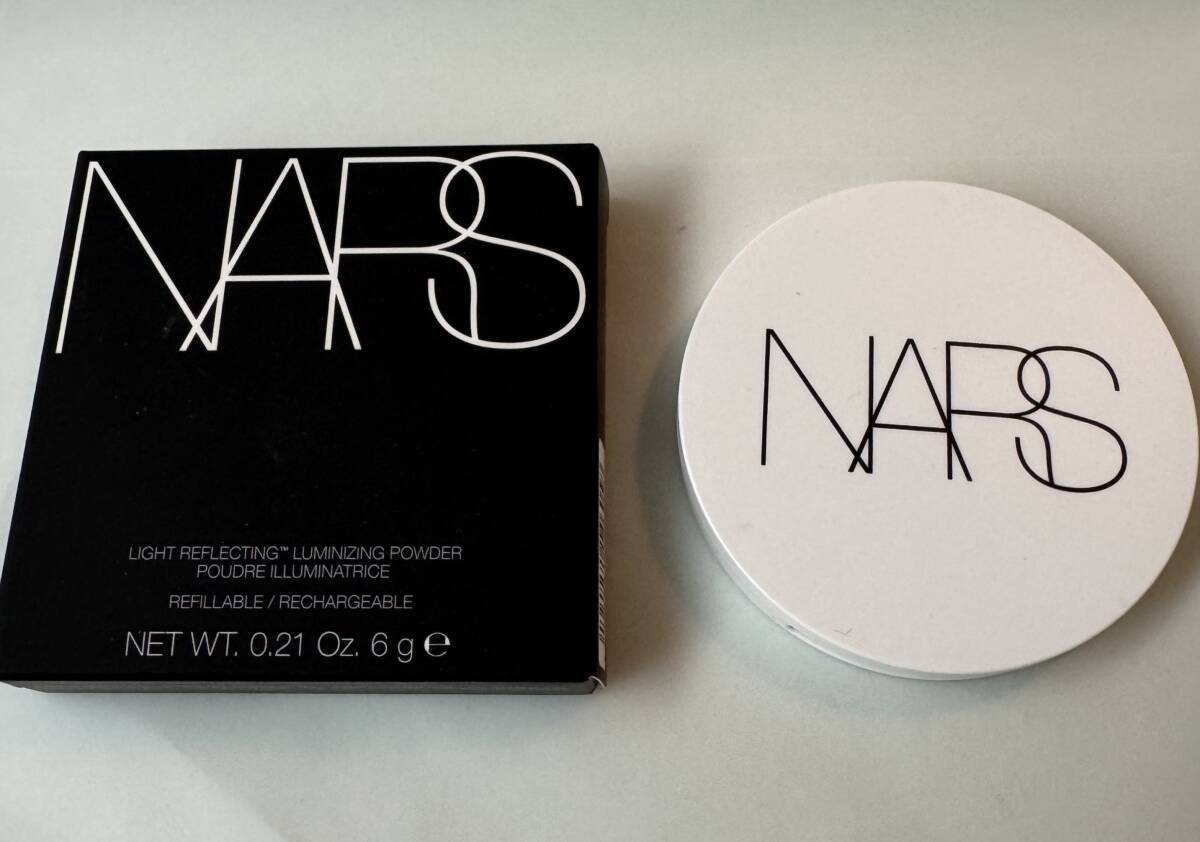 NARS
LIGHT REFLECTING™ LUMINIZING POWDER
POUDRE ILLUMINATRICE
REFILLABLE / RECHARGEABLE
NET WT. 0.21 Oz. 6 g ℮
NARS